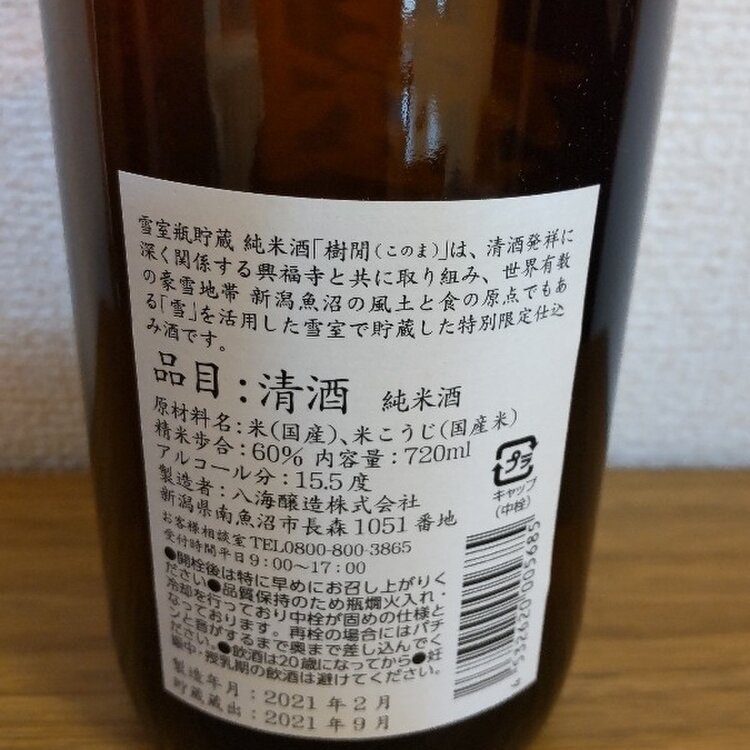 雪室瓶貯蔵 純米酒「樹閒（このま）」は、清酒発祥に
深く関係する興福寺と共に取り組み、世界有数
の豪雪地帯 新潟魚沼の風土と食の原点でもあ
る「雪」を活用した雪室で貯蔵した特別限定仕込
み酒です。
品目：清酒 純米酒
原材料名：米（国産）、米こうじ（国産米）
精米歩合：60% 内容量：720ml
アルコール分：15.5度
製造者：八海醸造株式会社
新潟県南魚沼市長森1051番地
お客様相談室TEL0800-800-3865
受付時間平日9：00〜17：00
プラ
キャップ
（中栓）
●開栓後は特に早めにお召し上がりく
ださい●品質保持のため瓶燗火入れ・
冷却を行っており中栓が固めの仕様と
なっております。再栓の場合にはパチ
ンと音がするまで奥まで差し込んでく
ださい。●飲酒は20歳になってから●妊
娠中・授乳期の飲酒は避けてください。
製造年月：2021年2月
貯蔵蔵出：2021年9月
4532620005685